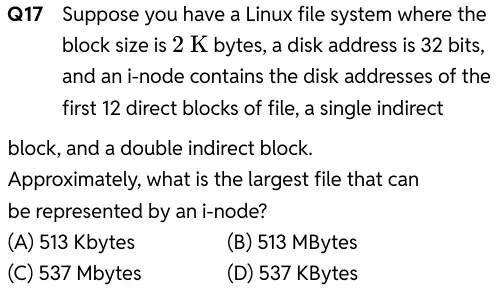 Q17 Suppose you have a Linux file system where the
block size is 2 K bytes, a disk address is 32 bits,
and an i-node contains the disk addresses of the
first 12 direct blocks of file, a single indirect
block, and a double indirect block.
Approximately, what is the largest file that can
be represented by an i-node?
(A) 513 Kbytes (B) 513 MBytes
(C) 537 Mbytes (D) 537 KBytes